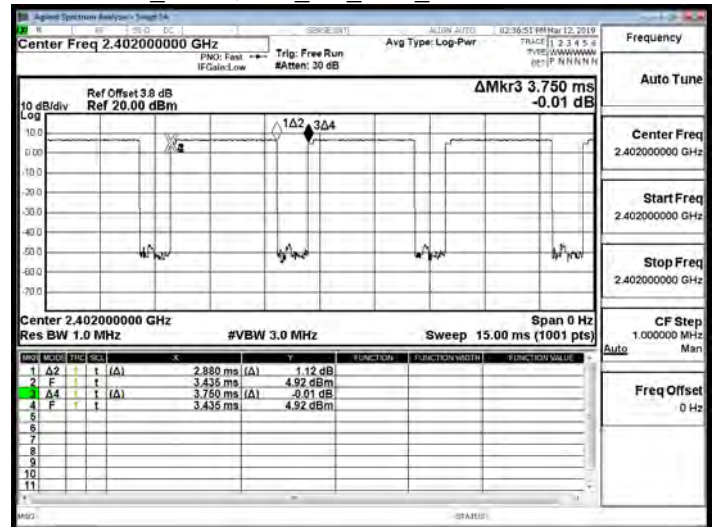 Agilent Spectrum Analyzer - Swept SA
RF
50 Ω
DC
SENSE:INT
ALIGN AUTO
02:36:51 PM Mar 12, 2019
Center Freq 2.402000000 GHz
PNO: Fast
IFGain:Low
Trig: Free Run
#Atten: 30 dB
Avg Type: Log-Pwr
TRACE 1 2 3 4 5 6
TYPE
DET P N N N N N
Frequency
Auto Tune
Center Freq
2.402000000 GHz
Start Freq
2.402000000 GHz
Stop Freq
2.402000000 GHz
CF Step
1.000000 MHz
Auto Man
Freq Offset
0 Hz
ΔMkr3 3.750 ms
-0.01 dB
Ref Offset 3.8 dB
10 dB/div Ref 20.00 dBm
Log
10.0
0.00
-10.0
-20.0
-30.0
-40.0
-50.0
-60.0
-70.0
1Δ2
3Δ4
Center 2.402000000 GHz
Span 0 Hz
Res BW 1.0 MHz
#VBW 3.0 MHz
Sweep 15.00 ms (1001 pts)
MKR MODE TRC SCL X Y FUNCTION FUNCTION WIDTH FUNCTION VALUE
1 Δ2 1 t (Δ) 2.880 ms (Δ) 1.12 dB
2 F 1 t 3.435 ms 4.92 dBm
3 Δ4 1 t (Δ) 3.750 ms (Δ) -0.01 dB
4 F 1 t 3.435 ms 4.92 dBm
5
6
7
8
9
10
11
MSG
STATUS